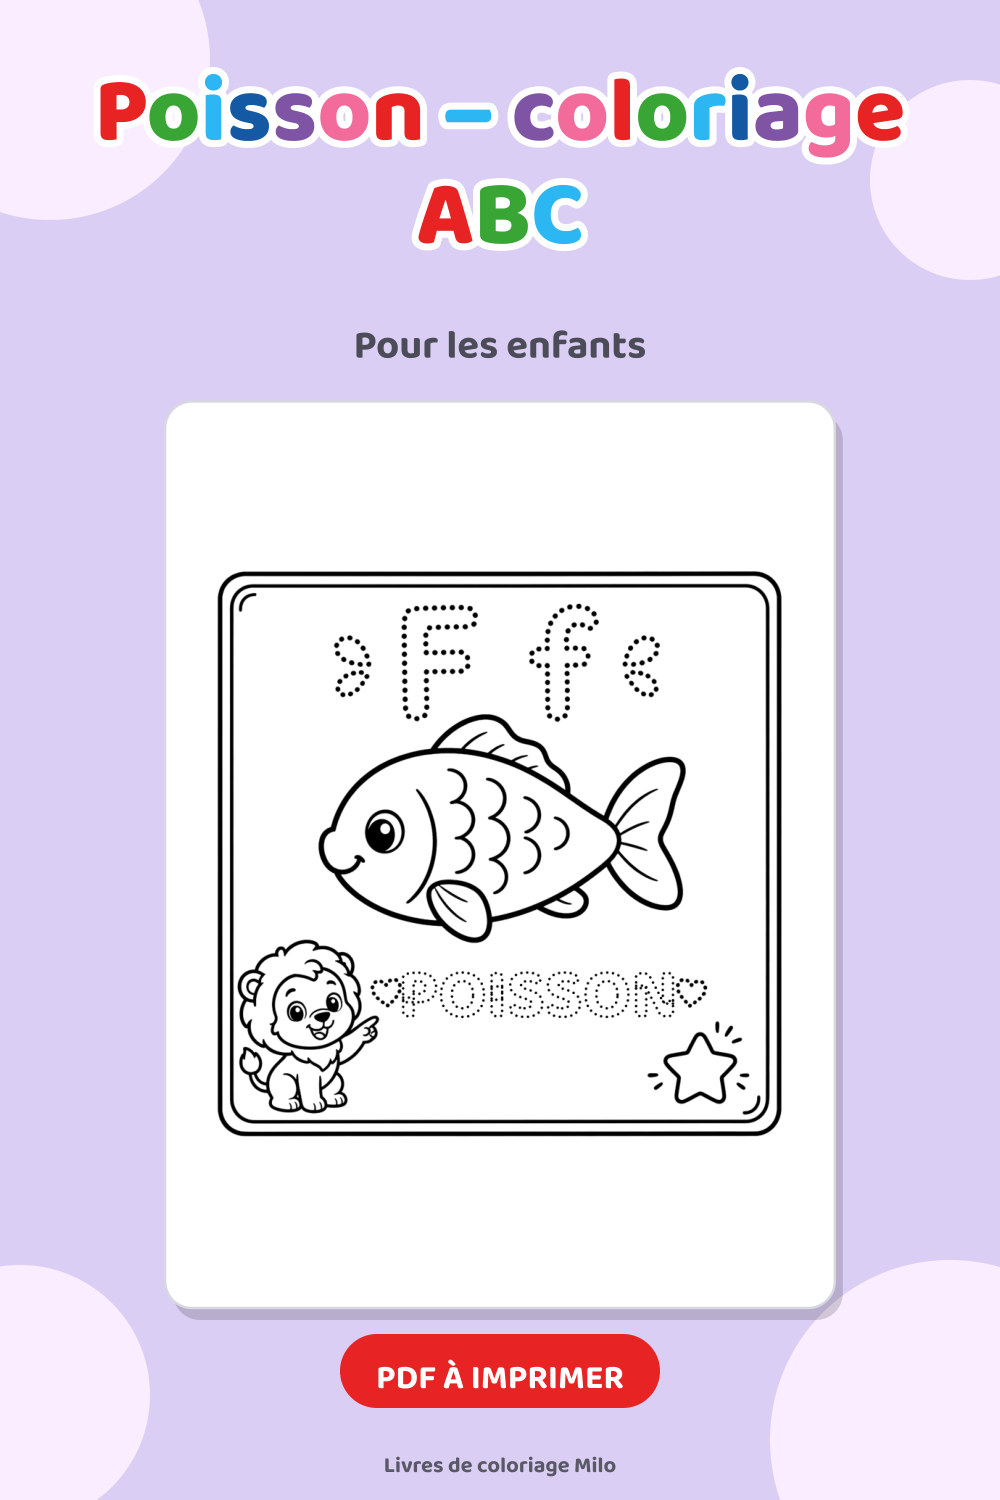 Poisson – coloriage
ABC
Pour les enfants
F f
POISSON
PDF À IMPRIMER
Livres de coloriage Milo